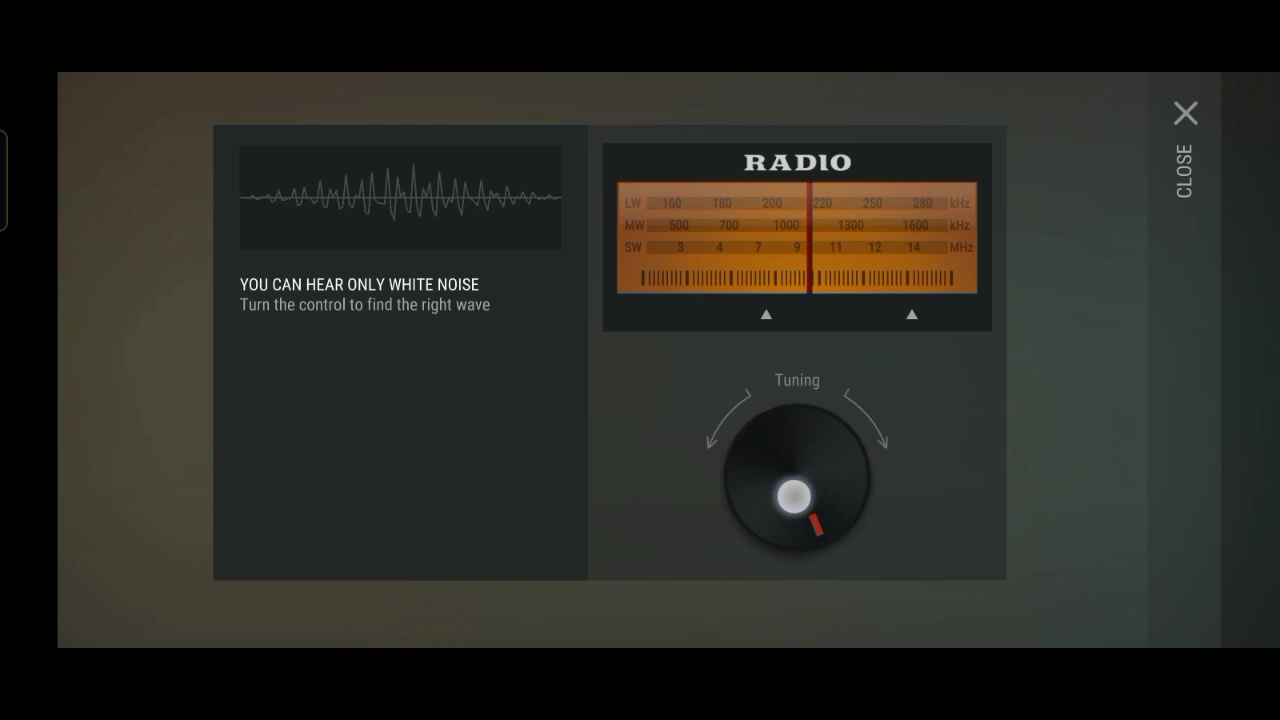 YOU CAN HEAR ONLY WHITE NOISE
Turn the control to find the right wave
RADIO
LW 160 180 200 220 250 280 kHz
MW 500 700 1000 1300 1600 kHz
SW 3 4 7 9 11 12 14 MHz
Tuning
CLOSE